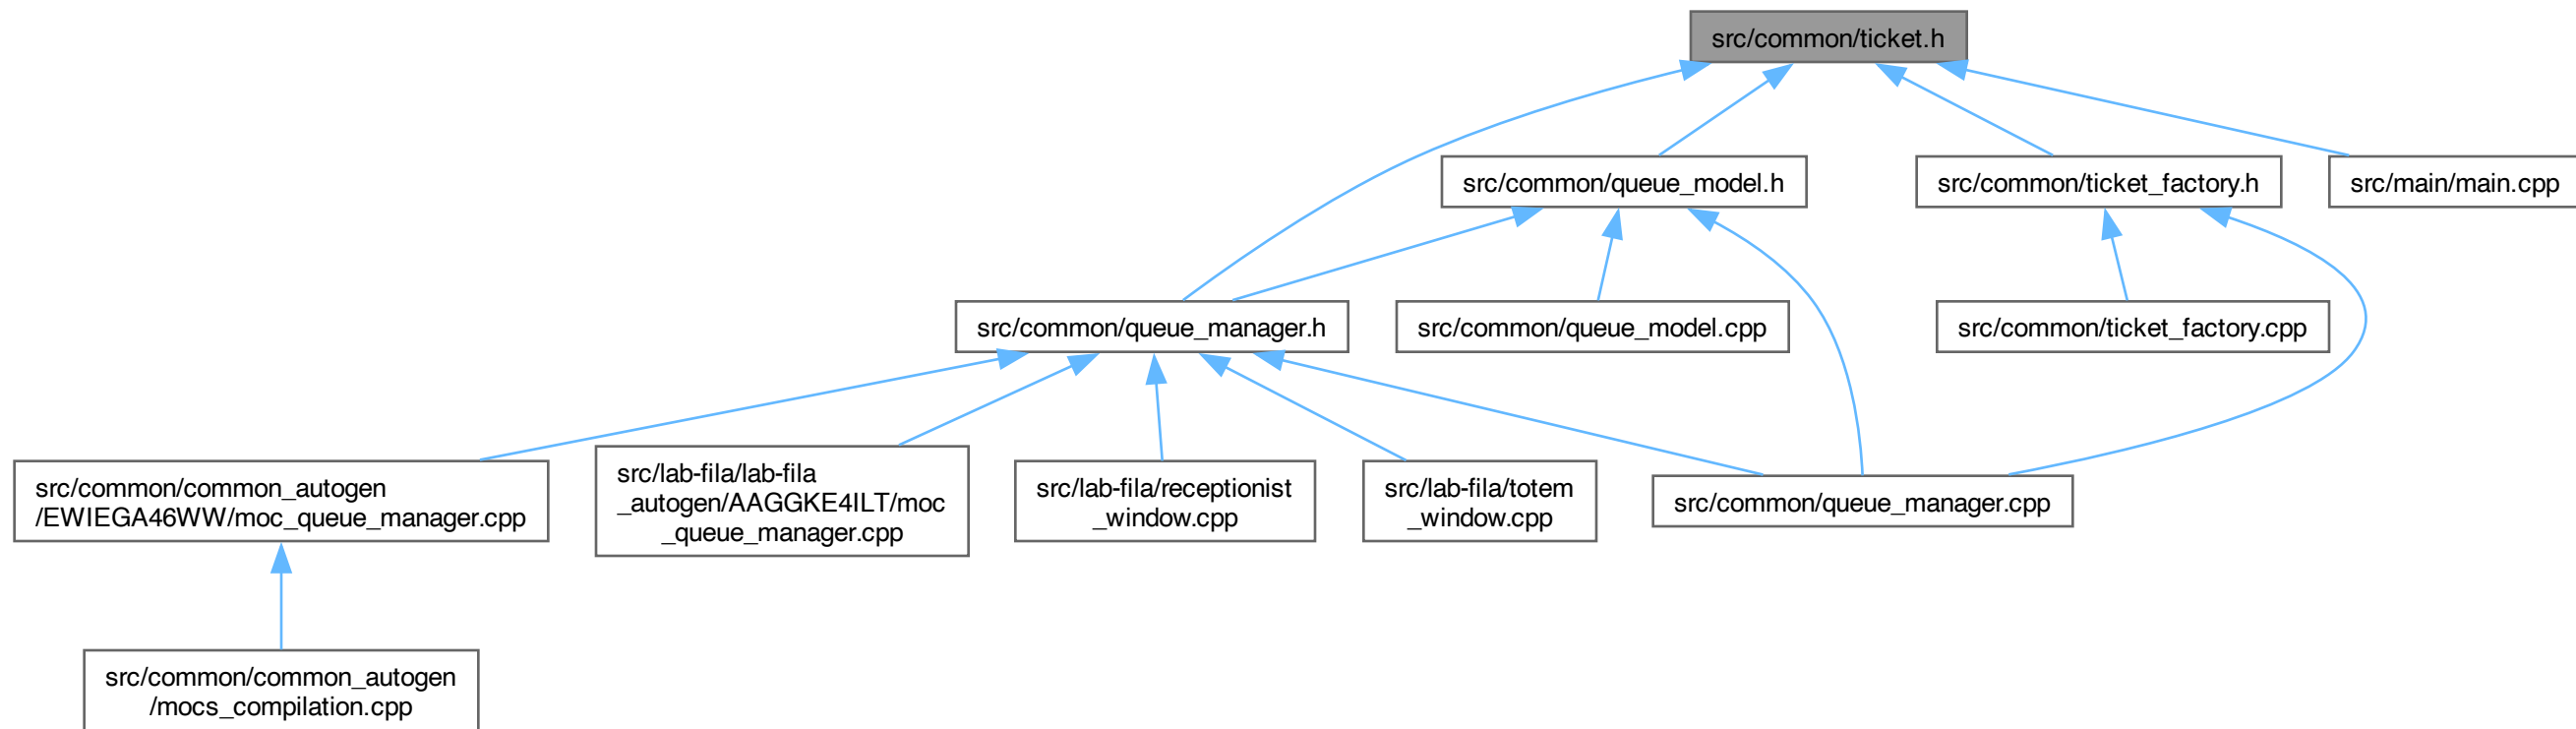 src/common/ticket.h
src/common/queue_model.h
src/common/ticket_factory.h
src/main/main.cpp
src/common/queue_manager.h
src/common/queue_model.cpp
src/common/ticket_factory.cpp
src/common/common_autogen
/EWIEGA46WW/moc_queue_manager.cpp
src/lab-fila/lab-fila
_autogen/AAGGKE4ILT/moc
_queue_manager.cpp
src/lab-fila/receptionist
_window.cpp
src/lab-fila/totem
_window.cpp
src/common/queue_manager.cpp
src/common/common_autogen
/mocs_compilation.cpp